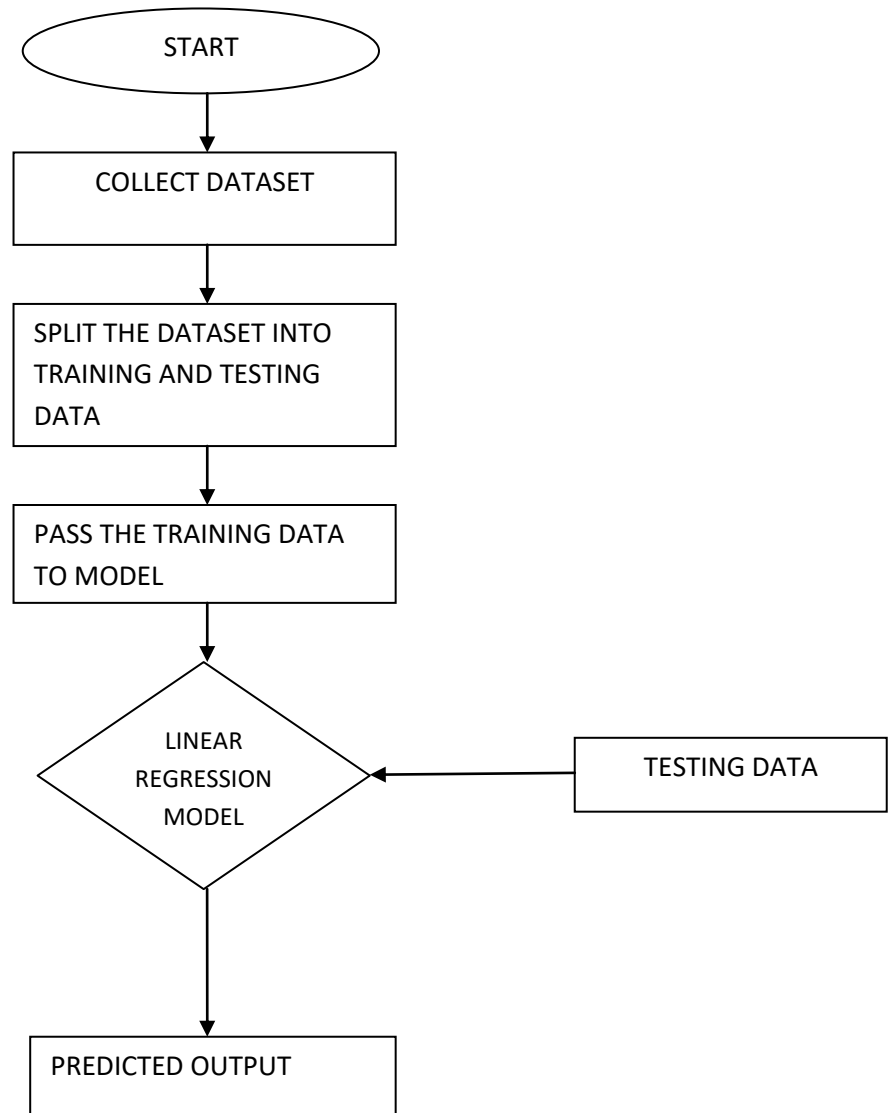 START
COLLECT DATASET
SPLIT THE DATASET INTO
TRAINING AND TESTING
DATA
PASS THE TRAINING DATA
TO MODEL
LINEAR
REGRESSION
MODEL
TESTING DATA
PREDICTED OUTPUT